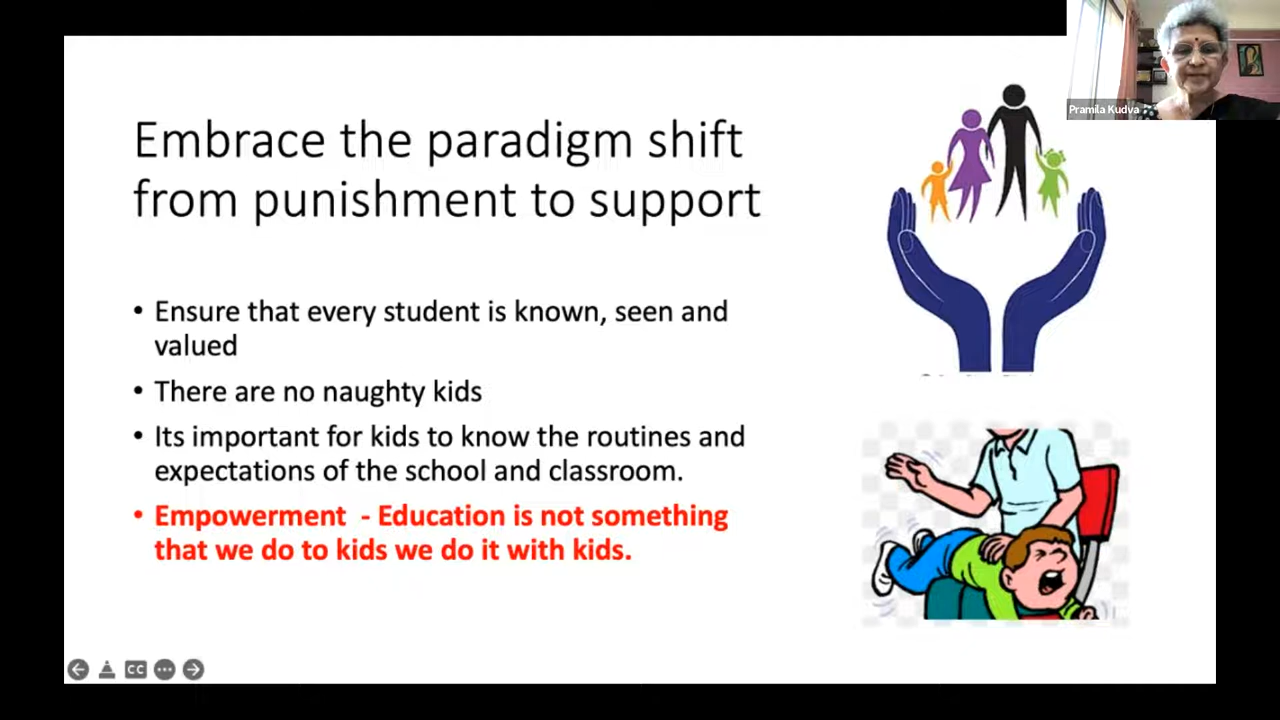 Pramila Kudva
Embrace the paradigm shift
from punishment to support
• Ensure that every student is known, seen and
valued
• There are no naughty kids
• Its important for kids to know the routines and
expectations of the school and classroom.
• Empowerment - Education is not something
that we do to kids we do it with kids.
CC